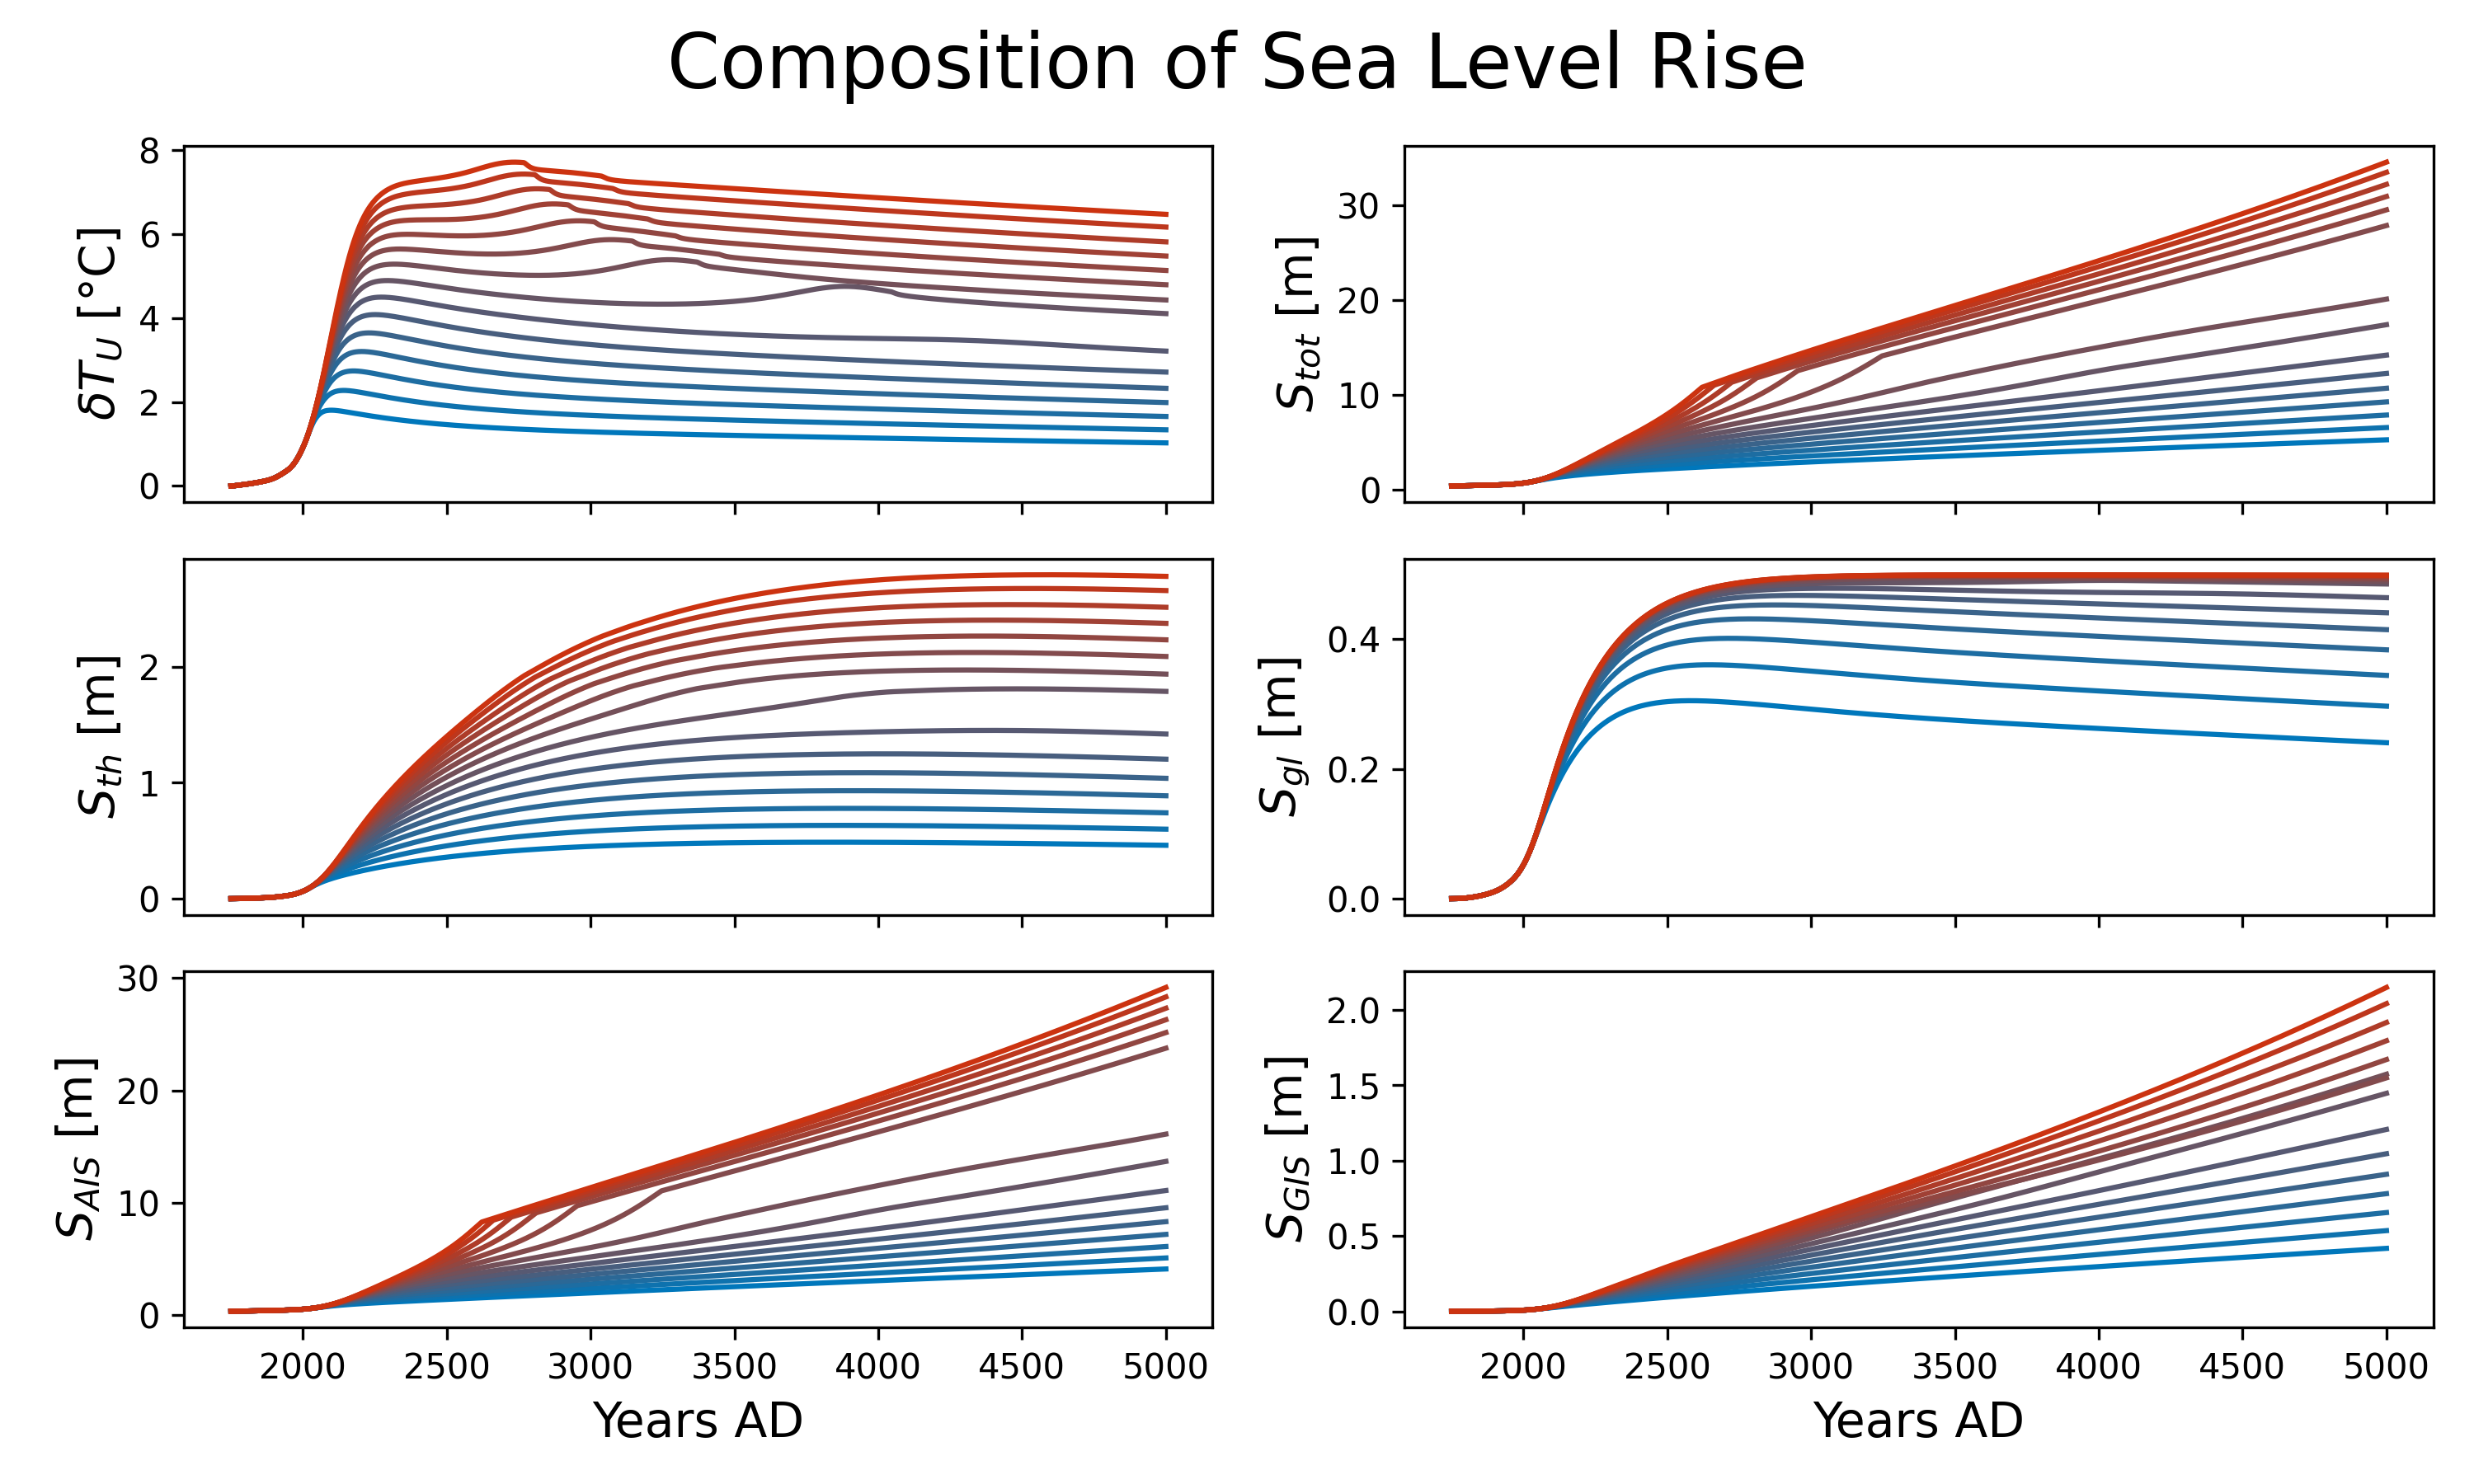 Composition of Sea Level Rise
δT_U [°C]
8
6
4
2
0
S_tot [m]
30
20
10
0
S_th [m]
2
1
0
S_gl [m]
0.4
0.2
0.0
S_AIS [m]
30
20
10
0
2000 2500 3000 3500 4000 4500 5000
Years AD
S_GIS [m]
2.0
1.5
1.0
0.5
0.0
2000 2500 3000 3500 4000 4500 5000
Years AD